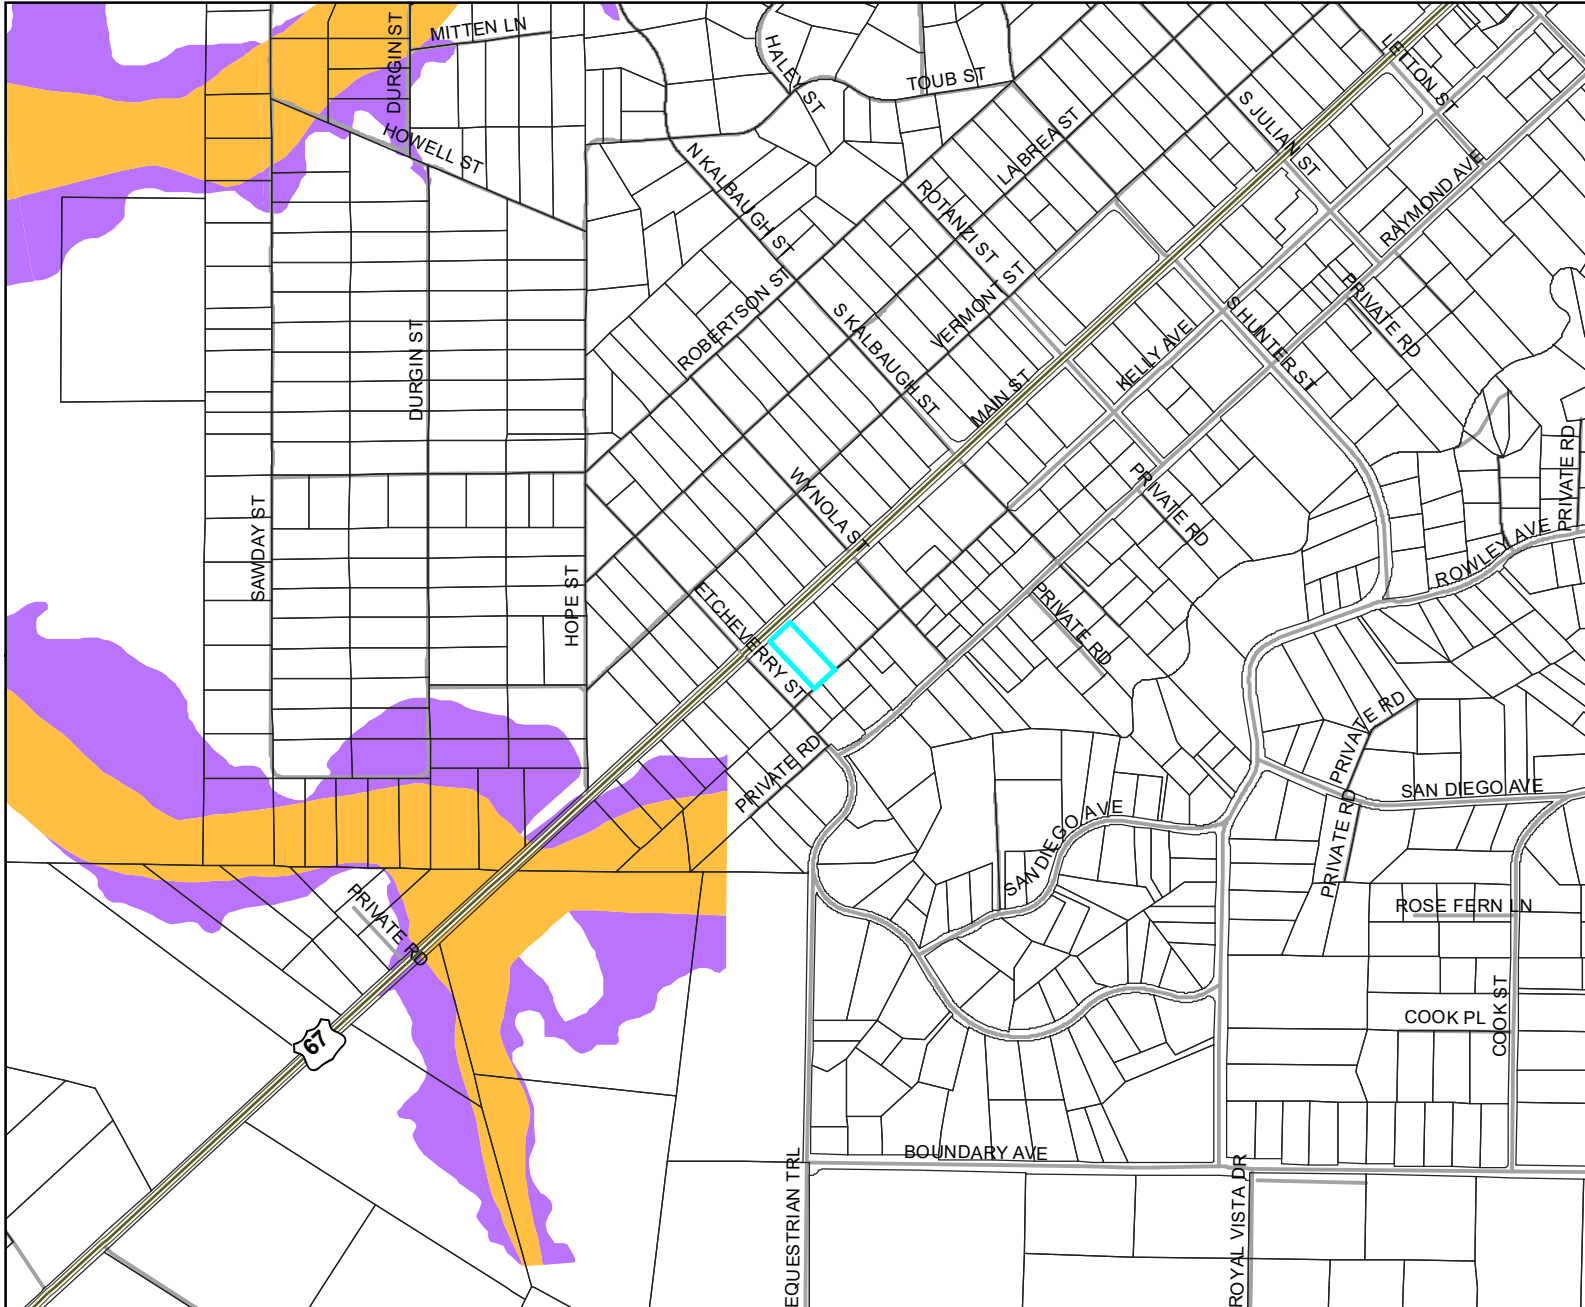 MITTEN LN
DURGIN ST
HOWELL ST
HALEY ST
TOUB ST
LETTON ST
S JULIAN ST
LA BREA ST
N KALBAUGH ST
ROTANZI ST
RAYMOND AVE
ROBERTSON ST
VERMONT ST
S KALBAUGH ST
PRIVATE RD
S HUNTER ST
KELLY AVE
DURGIN ST
MAIN ST
PRIVATE RD
WYNOLA ST
PRIVATE RD
SAWDAY ST
ROWLEY AVE
HOPE ST
ETCHEVERRY ST
PRIVATE RD
PRIVATE RD
PRIVATE RD
SAN DIEGO AVE
SAN DIEGO AVE
PRIVATE RD
PRIVATE RD
ROSE FERN LN
67
COOK PL
COOK ST
BOUNDARY AVE
EQUESTRIAN TRL
ROYAL VISTA DR